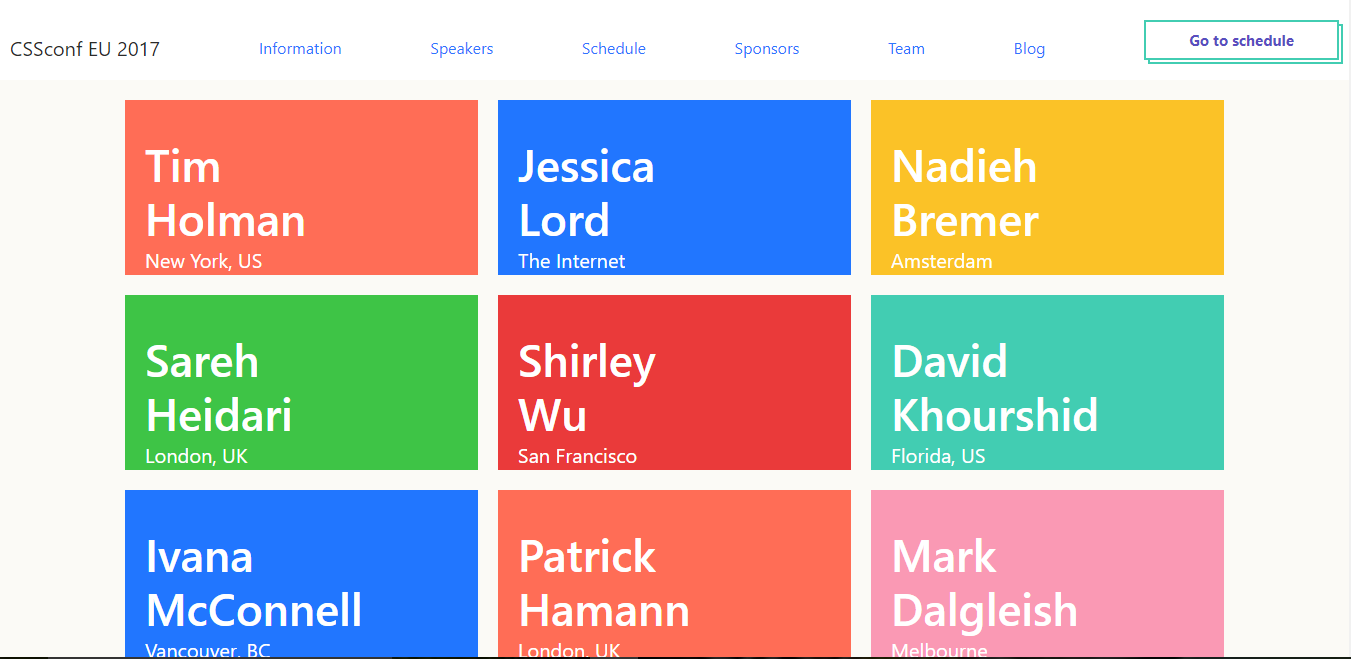 CSSconf EU 2017
Information
Speakers
Schedule
Sponsors
Team
Blog
Go to schedule
Tim
Holman
New York, US
Jessica
Lord
The Internet
Nadieh
Bremer
Amsterdam
Sareh
Heidari
London, UK
Shirley
Wu
San Francisco
David
Khourshid
Florida, US
Ivana
McConnell
Vancouver, BC
Patrick
Hamann
London, UK
Mark
Dalgleish
Melbourne